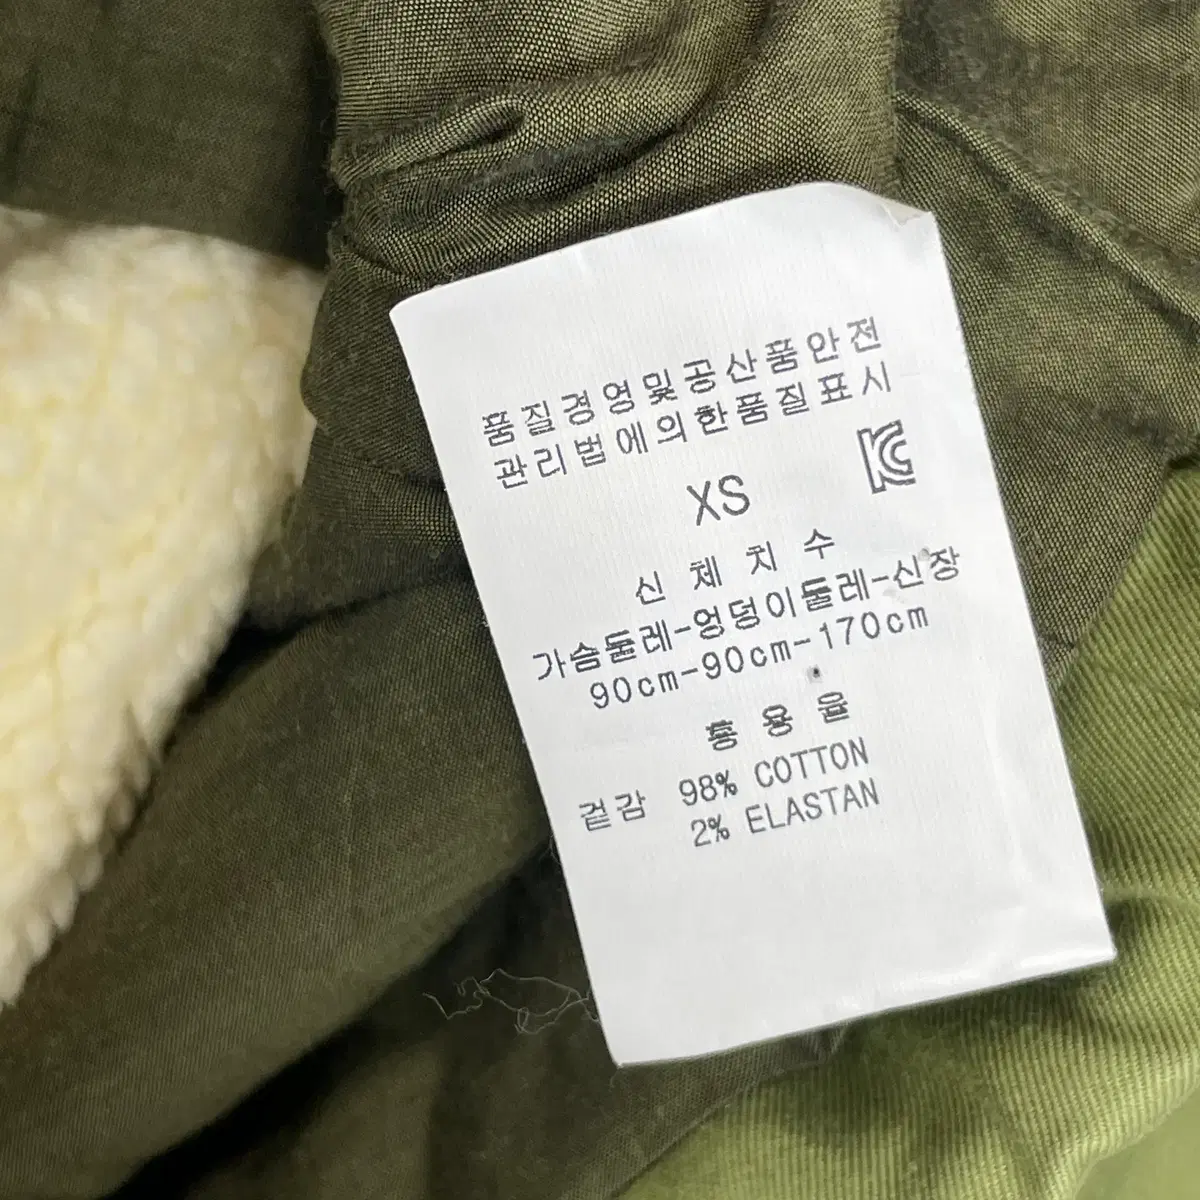 품질경영및공산품안전
관리법에의한품질표시
XS
신 체 치 수
가슴둘레-엉덩이둘레-신장
90cm-90cm-170cm
홍 용 율
겉감 98% COTTON
2% ELASTAN